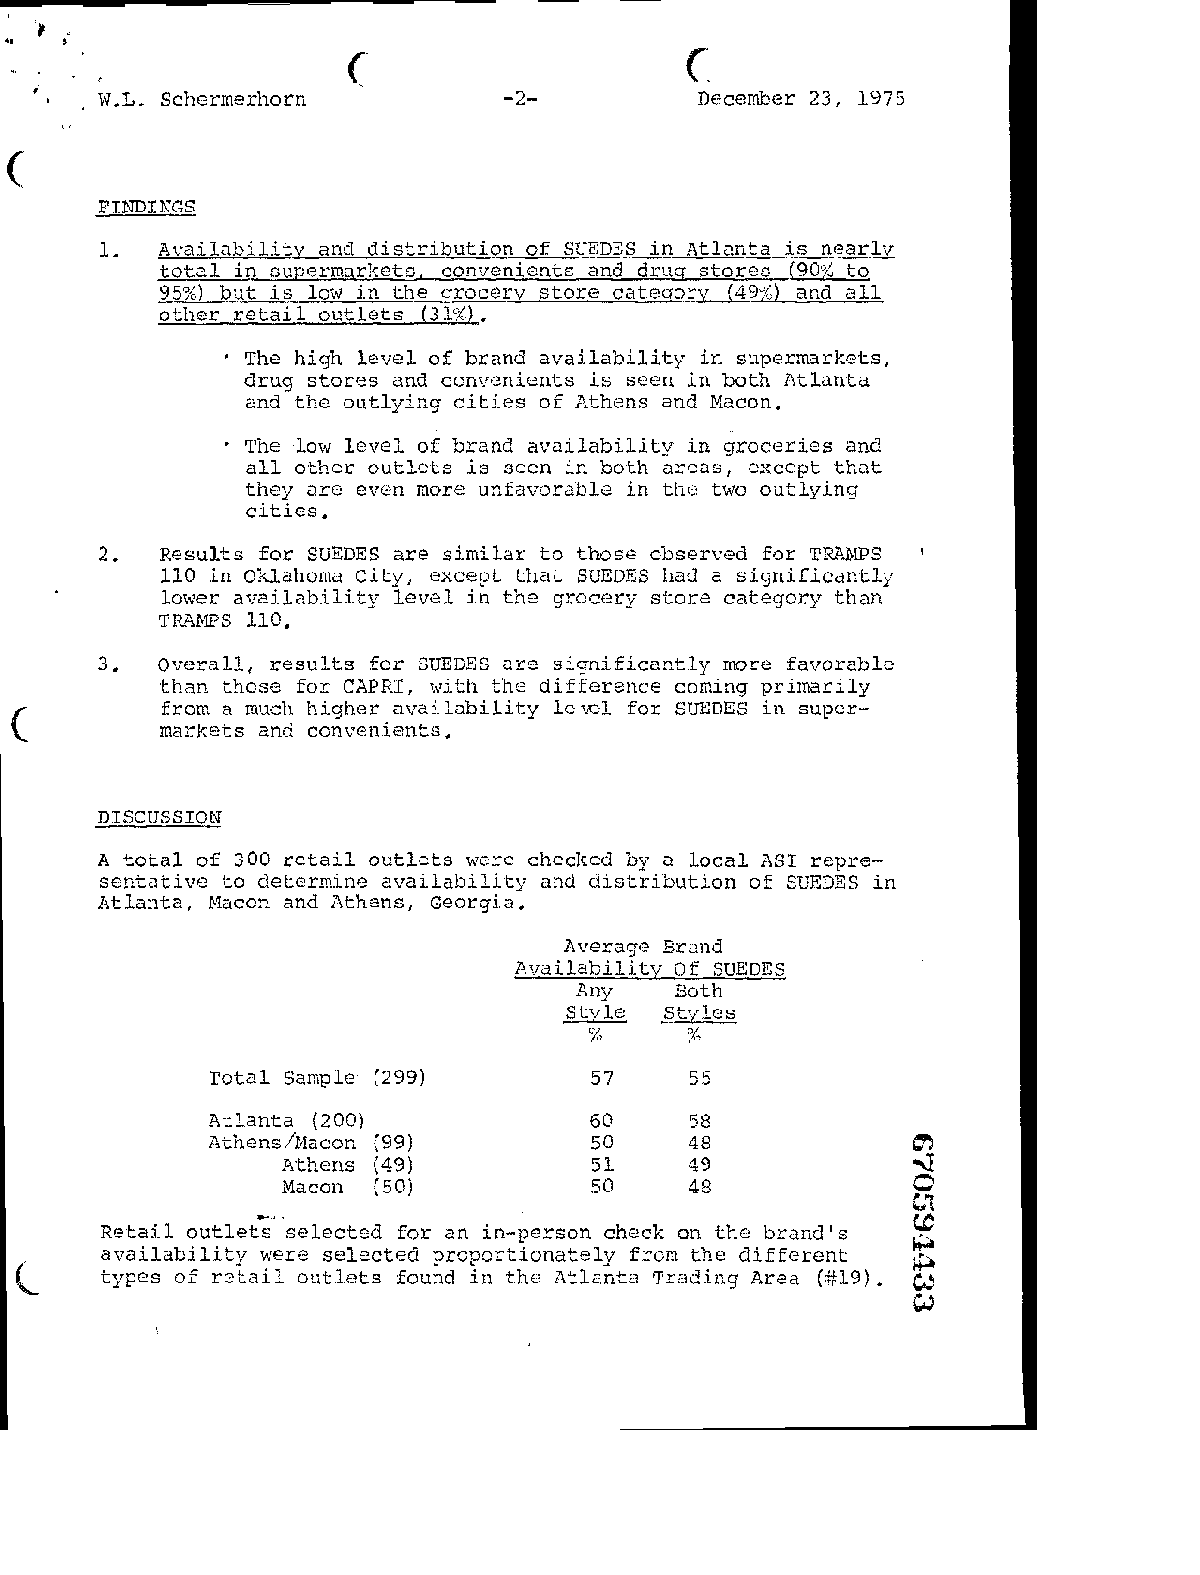 W.L. Schermerhorn -2- December 23, 1975
FINDINGS
1. Availability and distribution of SUEDES in Atlanta is nearly
total in supermarkets, convenients and drug stores (90% to
95%) but is low in the grocery store category (49%) and all
other retail outlets (31%).
· The high level of brand availability in supermarkets,
drug stores and convenients is seen in both Atlanta
and the outlying cities of Athens and Macon.
· The low level of brand availability in groceries and
all other outlets is seen in both areas, except that
they are even more unfavorable in the two outlying
cities.
2. Results for SUEDES are similar to those observed for TRAMPS
110 in Oklahoma City, except that SUEDES had a significantly
lower availability level in the grocery store category than
TRAMPS 110.
3. Overall, results for SUEDES are significantly more favorable
than those for CAPRI, with the difference coming primarily
from a much higher availability level for SUEDES in super-
markets and convenients.
DISCUSSION
A total of 300 retail outlets were checked by a local ASI repre-
sentative to determine availability and distribution of SUEDES in
Atlanta, Macon and Athens, Georgia.
Average Brand
Availability Of SUEDES
Any Both
Style Styles
% %
Total Sample (299) 57 55
Atlanta (200) 60 58
Athens/Macon (99) 50 48
Athens (49) 51 49
Macon (50) 50 48
Retail outlets selected for an in-person check on the brand's
availability were selected proportionately from the different
types of retail outlets found in the Atlanta Trading Area (#19).
670594433